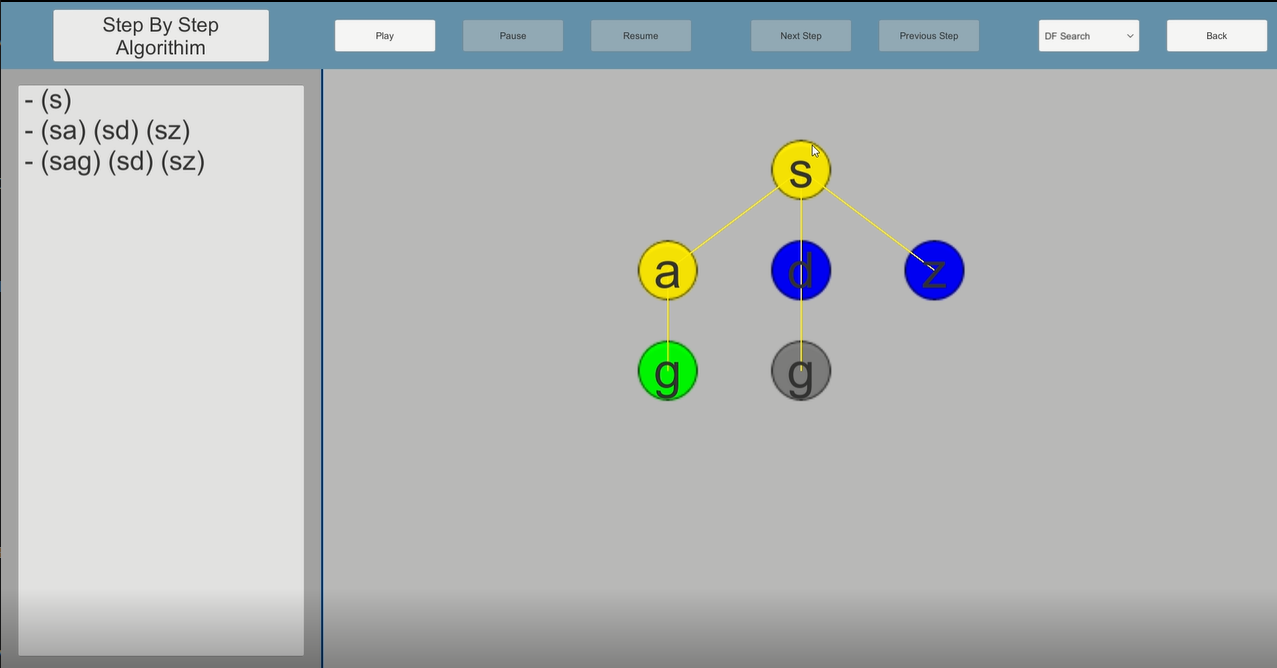 Step By Step
Algorithim
Play
Pause
Resume
Next Step
Previous Step
DF Search
Back
- (s)
- (sa) (sd) (sz)
- (sag) (sd) (sz)
s
a
d
z
g
g